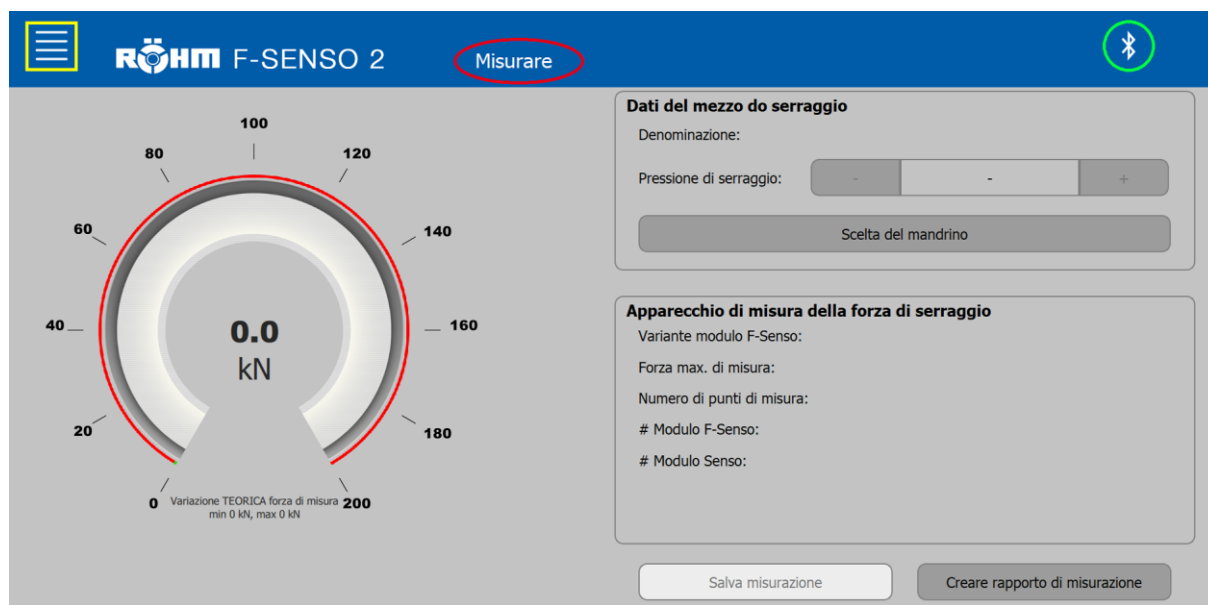 RÖHM F-SENSO 2
Misurare
100
80
120
60
140
40
160
0.0
kN
20
180
0
200
Variazione TEORICA forza di misura
min 0 kN, max 0 kN
Dati del mezzo do serraggio
Denominazione:
Pressione di serraggio: - - +
Scelta del mandrino
Apparecchio di misura della forza di serraggio
Variante modulo F-Senso:
Forza max. di misura:
Numero di punti di misura:
# Modulo F-Senso:
# Modulo Senso:
Salva misurazione
Creare rapporto di misurazione